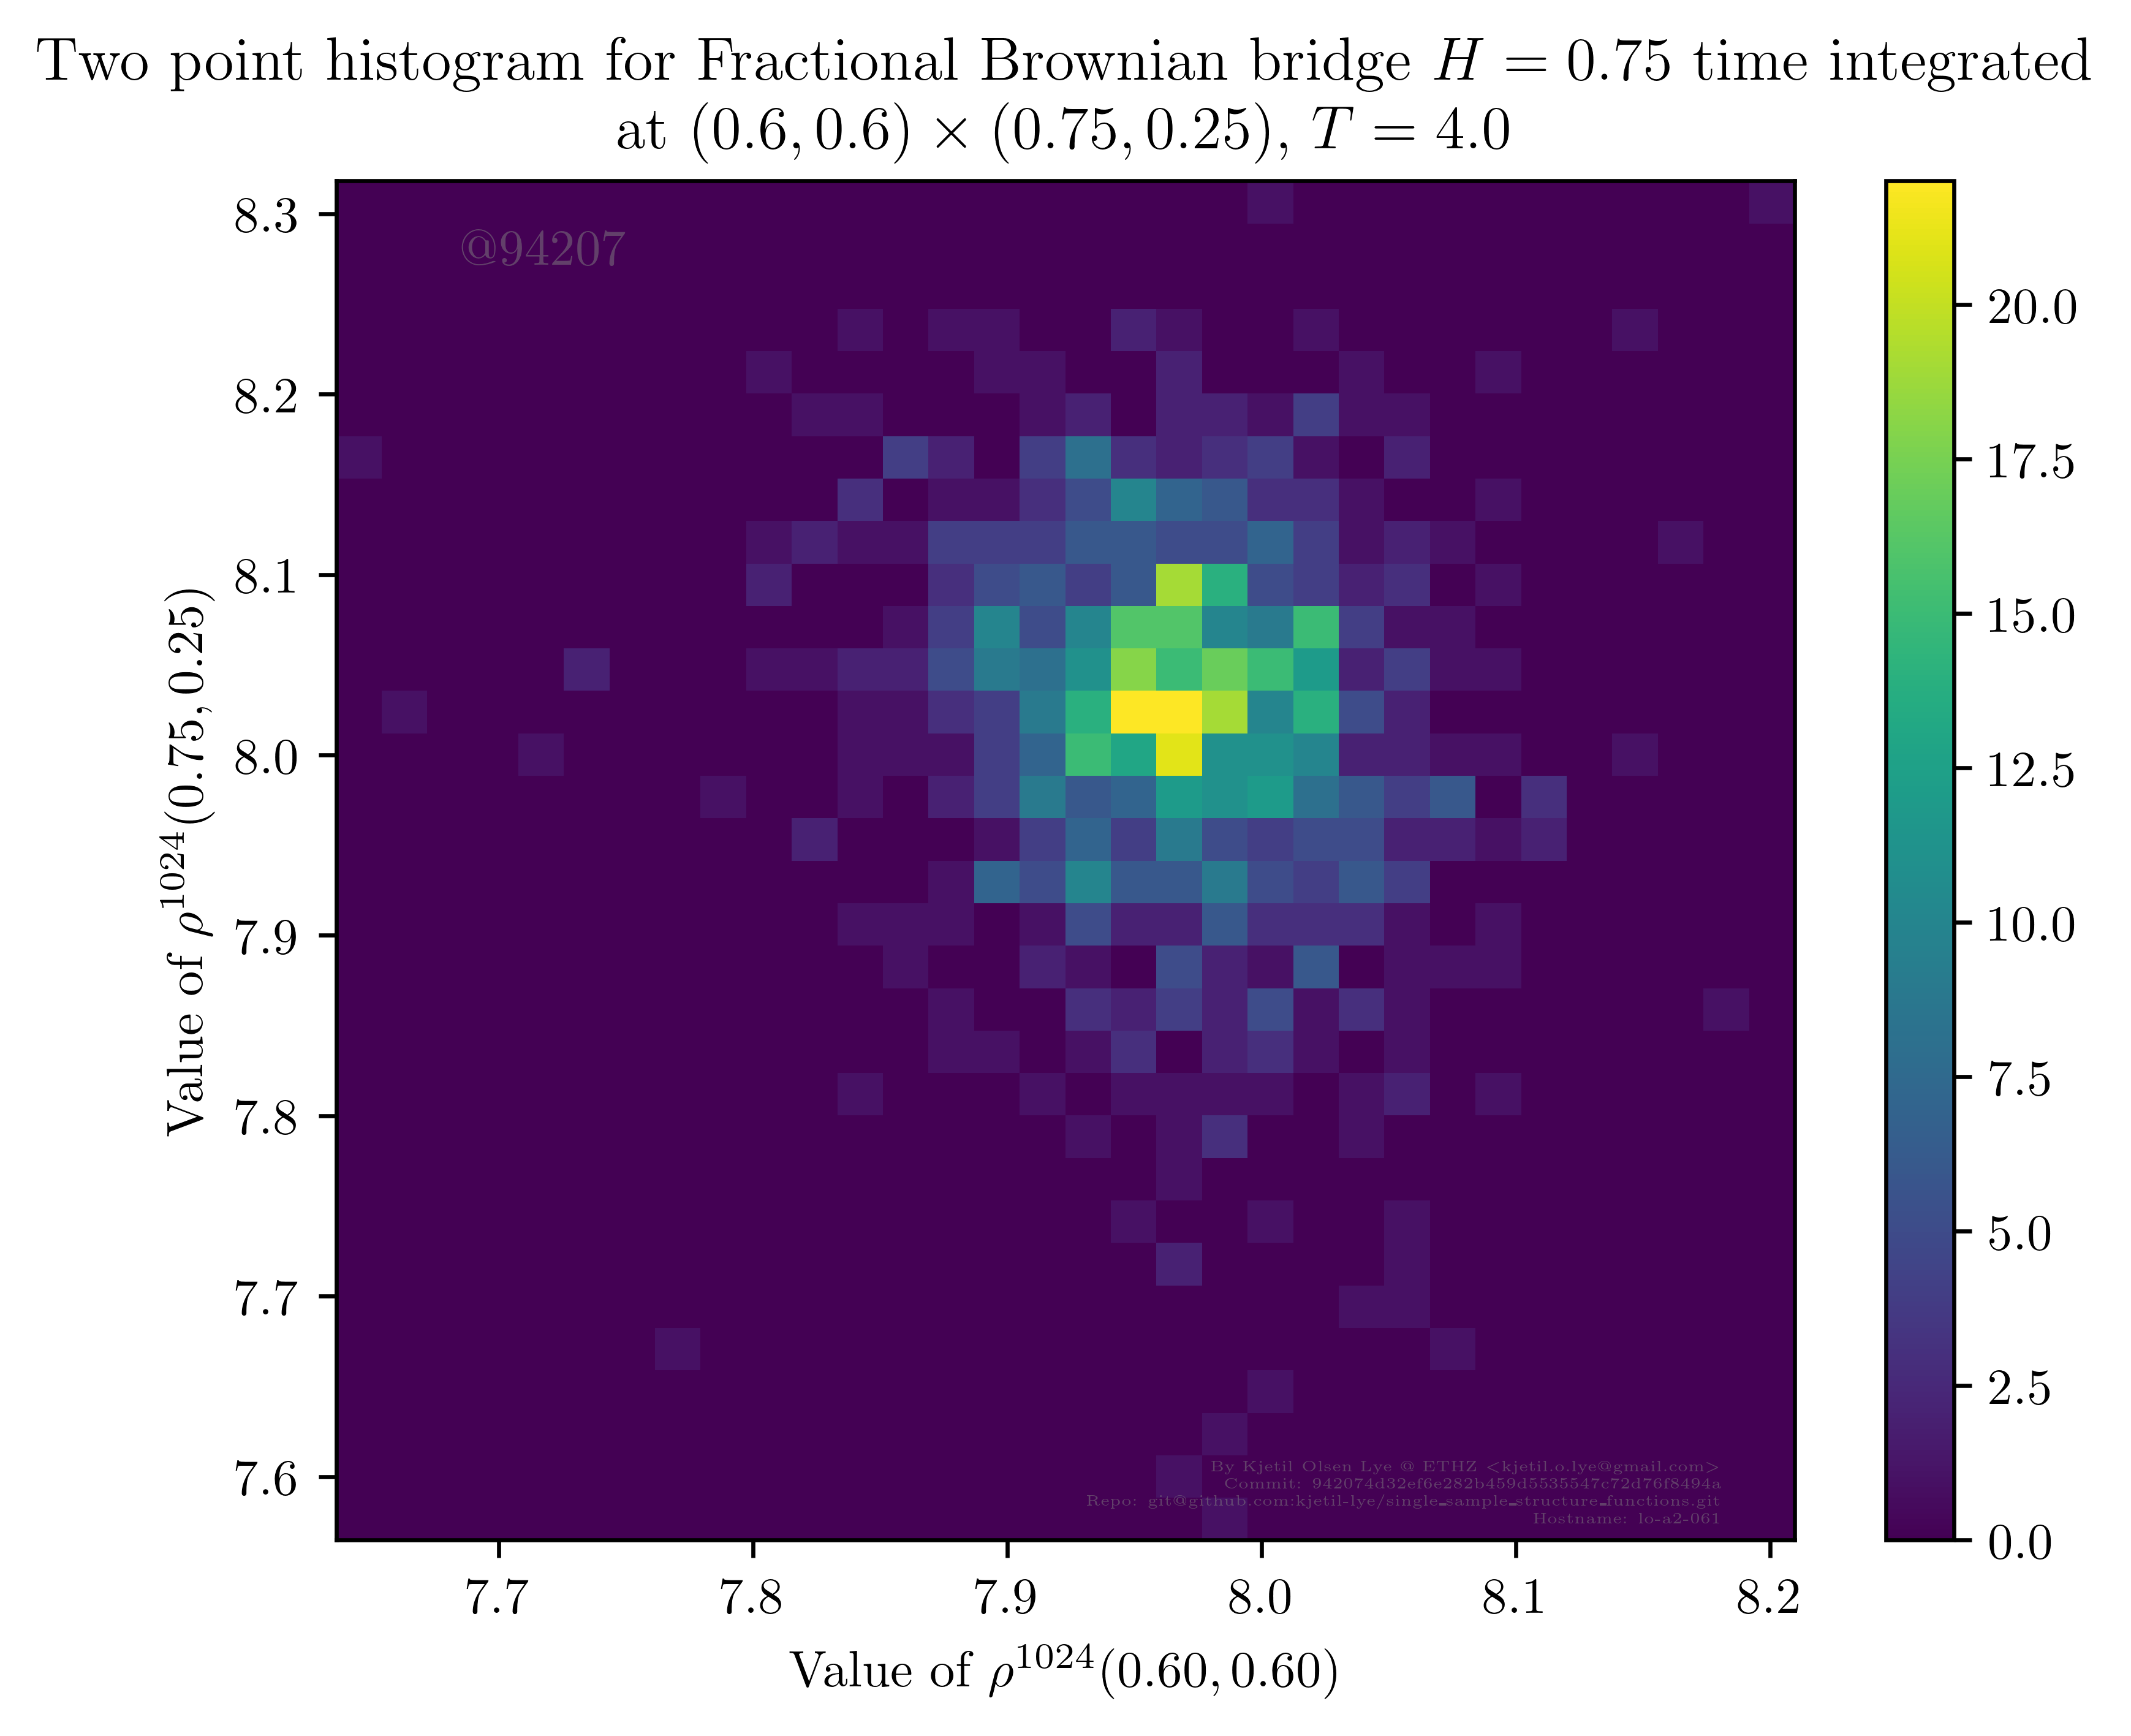 Two point histogram for Fractional Brownian bridge H = 0.75 time integrated
at (0.6, 0.6) × (0.75, 0.25), T = 4.0
@94207
8.3
8.2
8.1
8.0
7.9
7.8
7.7
7.6
Value of ρ^1024(0.75, 0.25)
7.7 7.8 7.9 8.0 8.1 8.2
Value of ρ^1024(0.60, 0.60)
20.0
17.5
15.0
12.5
10.0
7.5
5.0
2.5
0.0
By Kjetil Olsen Lye @ ETHZ <kjetil.o.lye@gmail.com>
Commit: 942074d32ef6e282b459d5535547c72d76f8494a
Repo: git@github.com:kjetil-lye/single_sample_structure_functions.git
Hostname: lo-a2-061